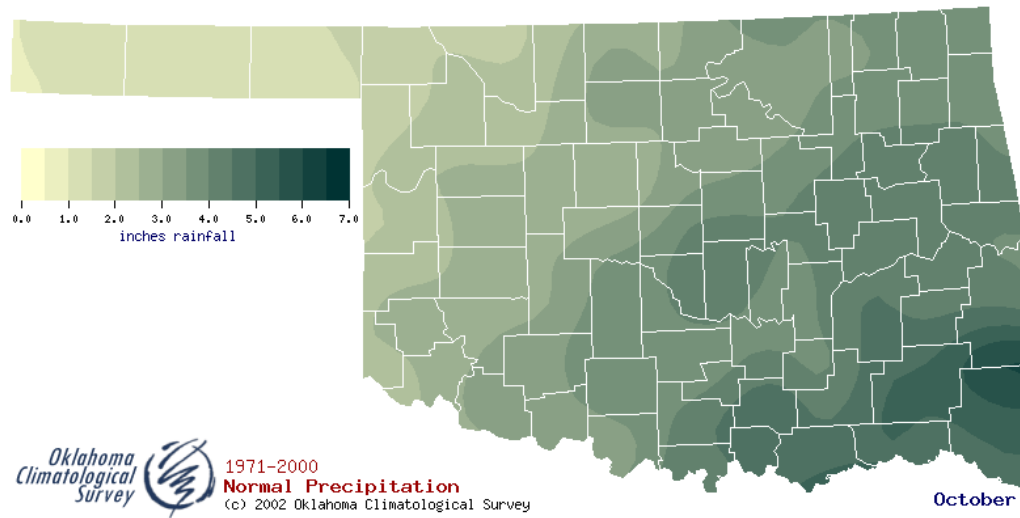 0.0 1.0 2.0 3.0 4.0 5.0 6.0 7.0
inches rainfall
Oklahoma
Climatological
Survey
1971-2000
Normal Precipitation
(c) 2002 Oklahoma Climatological Survey
October